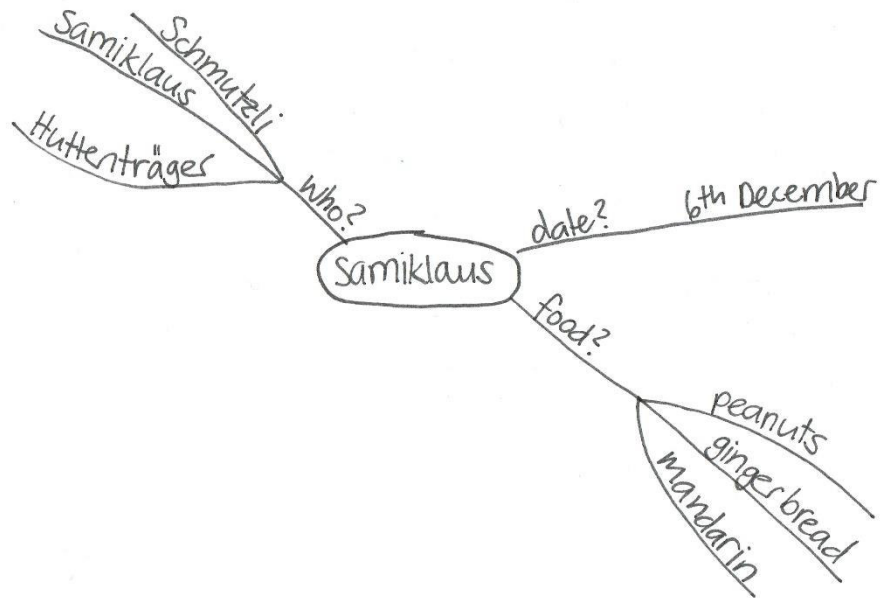 Schmutzli
Samiklaus
Huttenträger
Who?
Samiklaus
date?
6th December
food?
peanuts
gingerbread
mandarin